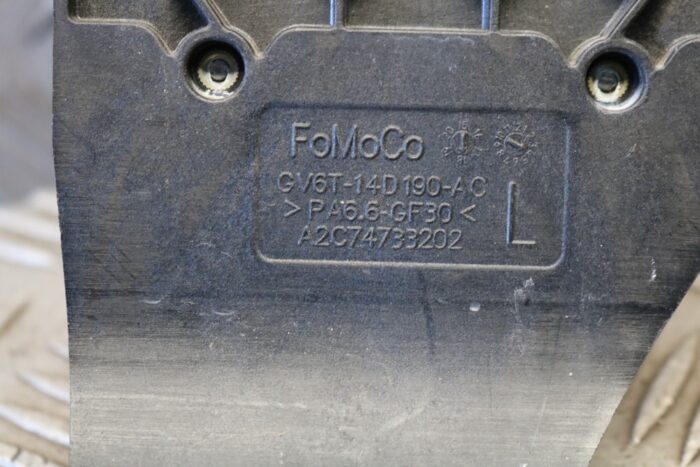 FoMoCo
GV6T-14D190-AC
>PA6.6-GF30<
A2C74733202
L